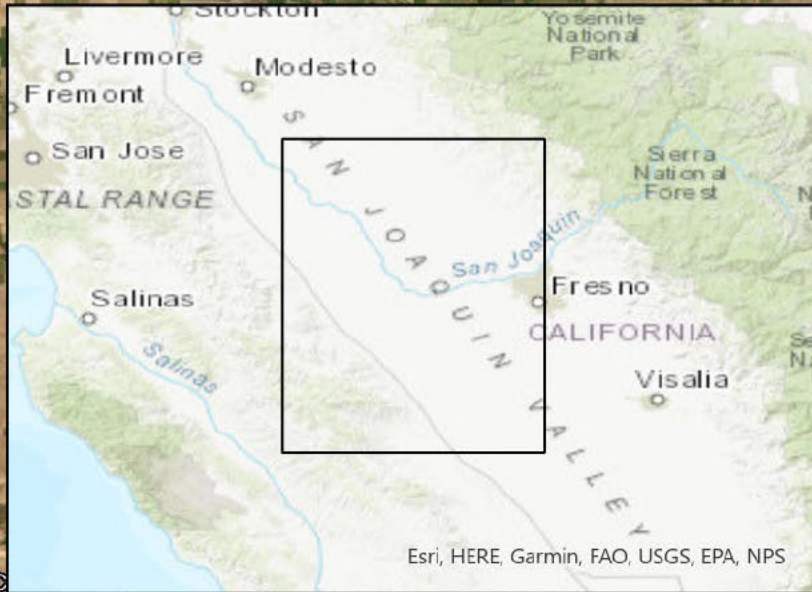 Stockton
Yosemite
National
Park
Livermore
Modesto
Fremont
San Jose
Sierra
National
Forest
STAL RANGE
SAN JOAQUIN VALLEY
San Joaquin
Salinas
Fresno
Salinas
CALIFORNIA
Visalia
Esri, HERE, Garmin, FAO, USGS, EPA, NPS